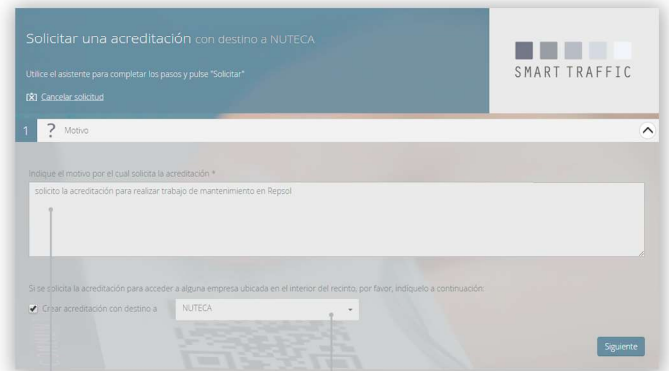 Solicitar una acreditación con destino a NUTECA
Utilice el asistente para completar los pasos y pulse "Solicitar"
Cancelar solicitud
SMART TRAFFIC
1 ? Motivo
Indique el motivo por el cual solicita la acreditación *
solicito la acreditación para realizar trabajo de mantenimiento en Repsol
Si se solicita la acreditación para acceder a alguna empresa ubicada en el interior del recinto, por favor, indíquelo a continuación:
Crear acreditación con destino a NUTECA
Siguiente